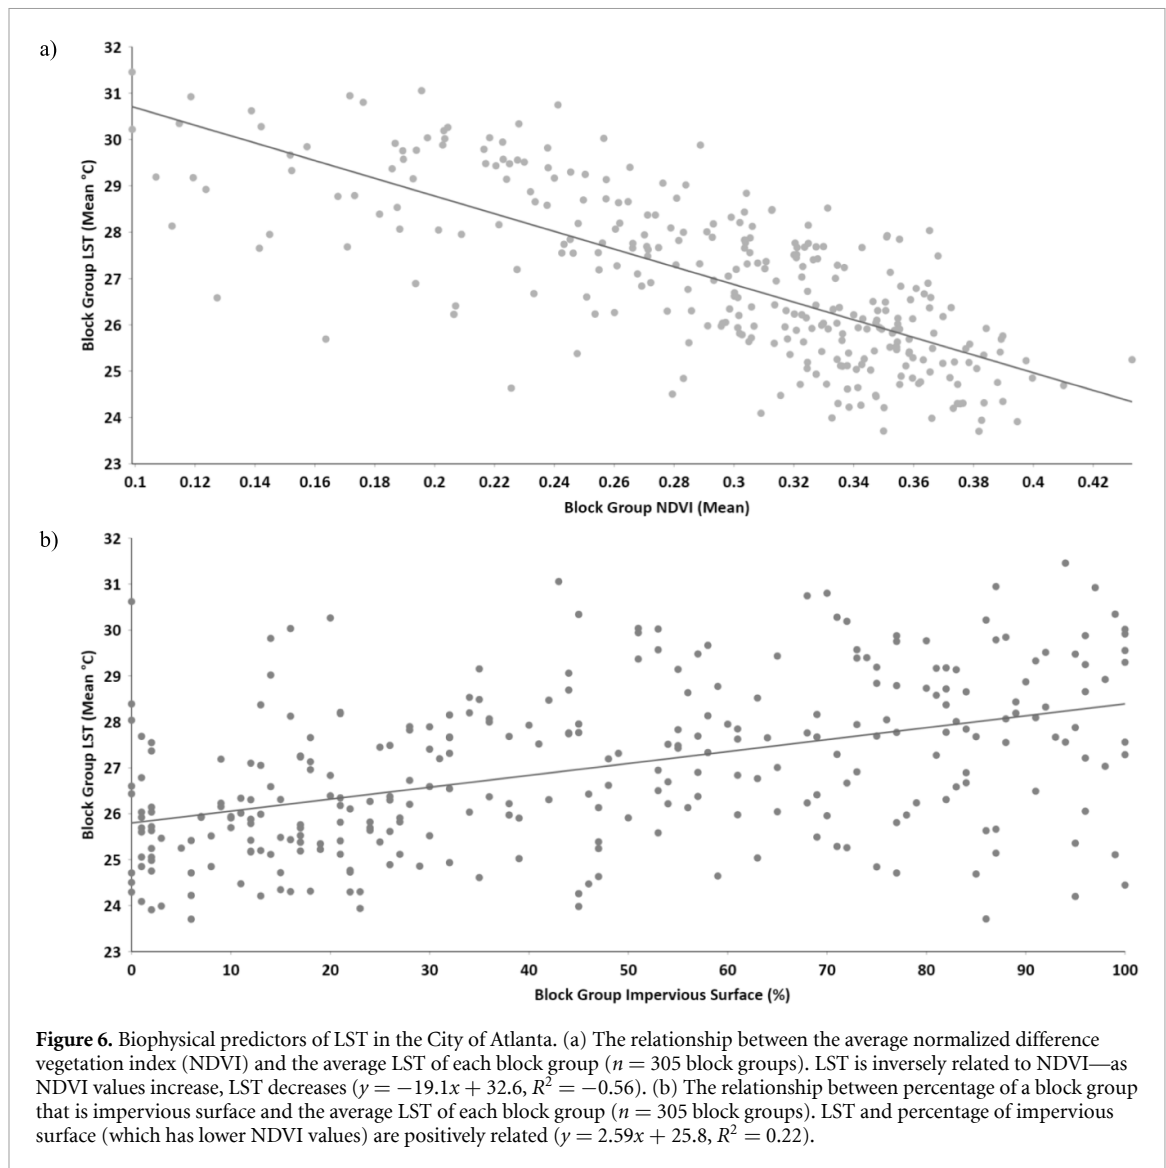 a)
32
31
30
29
28
27
26
25
24
23
Block Group LST (Mean °C)
0.1 0.12 0.14 0.16 0.18 0.2 0.22 0.24 0.26 0.28 0.3 0.32 0.34 0.36 0.38 0.4 0.42
Block Group NDVI (Mean)
b)
32
31
30
29
28
27
26
25
24
23
Block Group LST (Mean °C)
0 10 20 30 40 50 60 70 80 90 100
Block Group Impervious Surface (%)
Figure 6. Biophysical predictors of LST in the City of Atlanta. (a) The relationship between the average normalized difference
vegetation index (NDVI) and the average LST of each block group (n = 305 block groups). LST is inversely related to NDVI—as
NDVI values increase, LST decreases (y = −19.1x + 32.6, R² = −0.56). (b) The relationship between percentage of a block group
that is impervious surface and the average LST of each block group (n = 305 block groups). LST and percentage of impervious
surface (which has lower NDVI values) are positively related (y = 2.59x + 25.8, R² = 0.22).